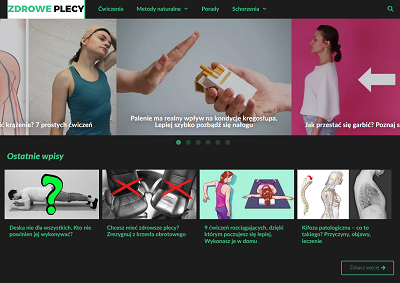 ZDROWE PLECY
Ćwiczenia
Metody naturalne
Porady
Schorzenia
krążenie? 7 prostych ćwiczeń
Palenie ma realny wpływ na kondycję kręgosłupa.
Lepiej szybko pozbądź się nałogu
Jak przestać się garbić? Poznaj s
Ostatnie wpisy
Deska nie dla wszystkich. Kto nie
powinien jej wykonywać?
Chcesz mieć zdrowsze plecy?
Zrezygnuj z krzesła obrotowego
9 ćwiczeń rozciągających, dzięki
którym poczujesz się lepiej.
Wykonasz je w domu
Kifoza patologiczna – co to
takiego? Przyczyny, objawy,
leczenie
Zobacz więcej